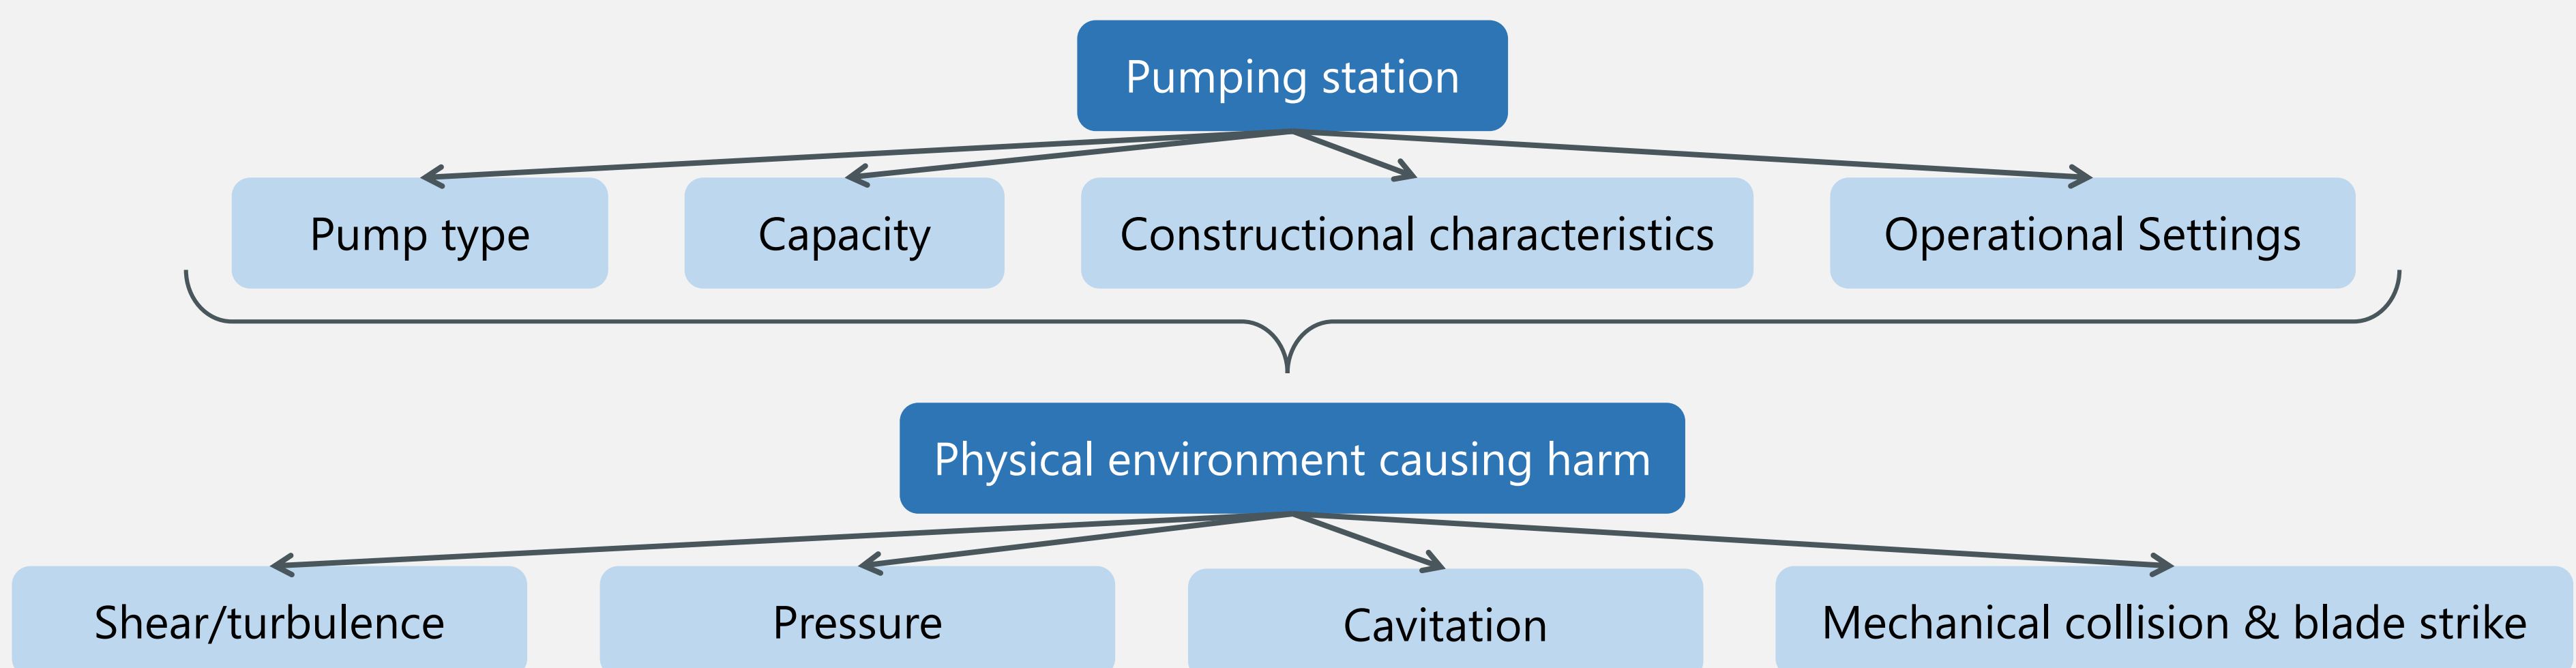 Pumping station
Pump type
Capacity
Constructional characteristics
Operational Settings
Physical environment causing harm
Shear/turbulence
Pressure
Cavitation
Mechanical collision & blade strike